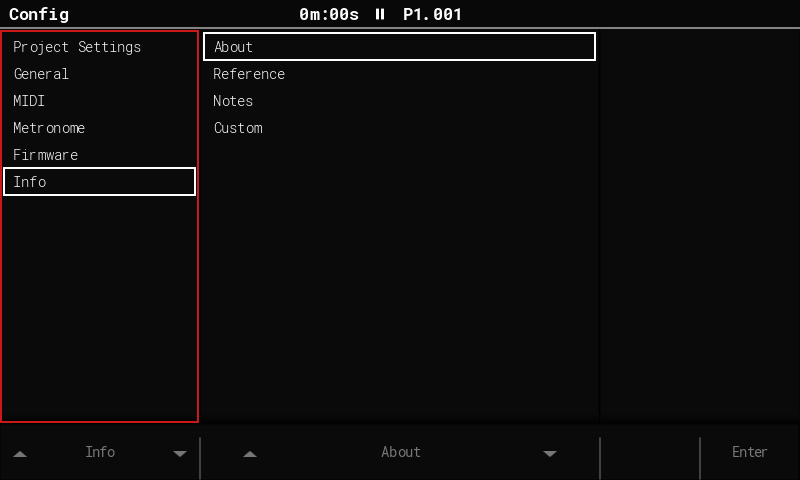 Config 0m:00s P1.001
Project Settings
General
MIDI
Metronome
Firmware
Info
About
Reference
Notes
Custom
Info About Enter